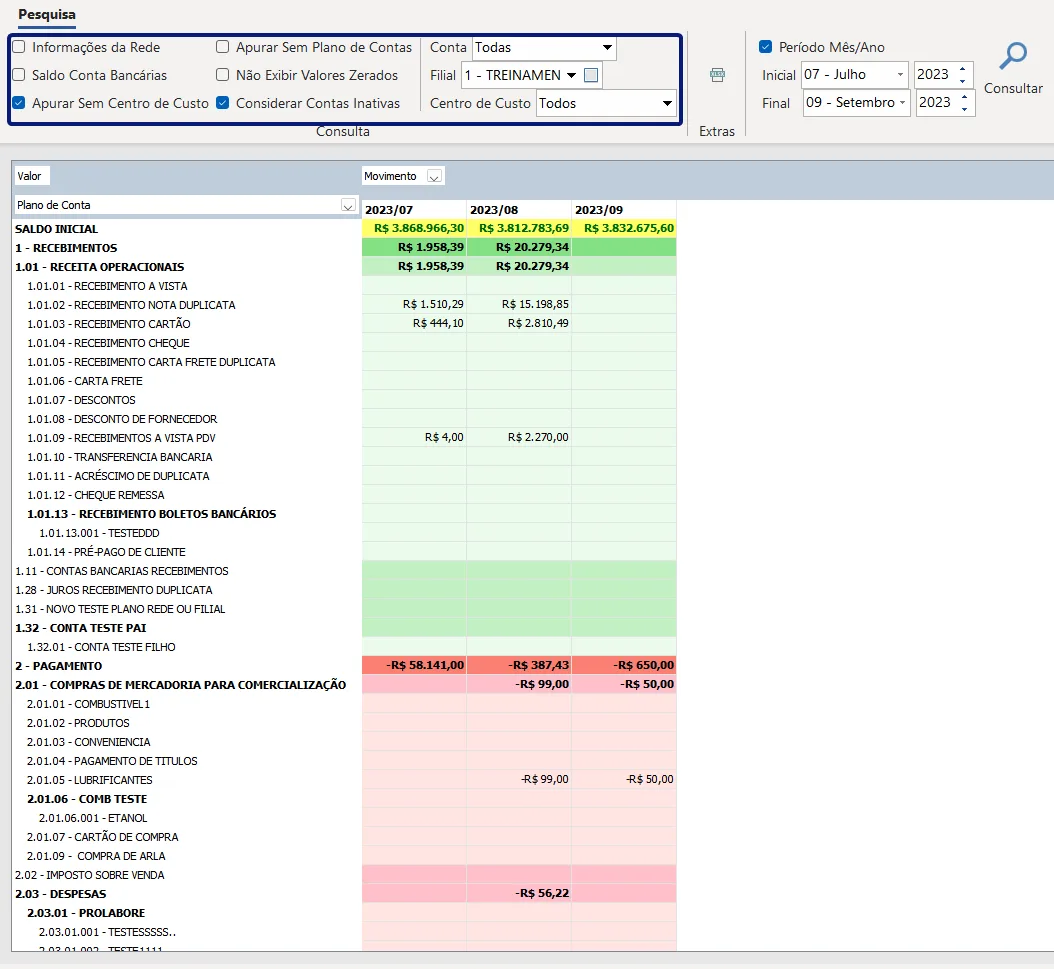 Pesquisa
Informações da Rede Apurar Sem Plano de Contas Conta Todas Período Mês/Ano
Saldo Conta Bancárias Não Exibir Valores Zerados Filial 1 - TREINAMEN Inicial 07 - Julho 2023 Consultar
Apurar Sem Centro de Custo Considerar Contas Inativas Centro de Custo Todos Final 09 - Setembro 2023
Consulta Extras
Valor Movimento
Plano de Conta 2023/07 2023/08 2023/09
SALDO INICIAL R$ 3.868.966,30 R$ 3.812.783,69 R$ 3.832.675,60
1 - RECEBIMENTOS R$ 1.958,39 R$ 20.279,34
1.01 - RECEITA OPERACIONAIS R$ 1.958,39 R$ 20.279,34
1.01.01 - RECEBIMENTO A VISTA
1.01.02 - RECEBIMENTO NOTA DUPLICATA R$ 1.510,29 R$ 15.198,85
1.01.03 - RECEBIMENTO CARTÃO R$ 444,10 R$ 2.810,49
1.01.04 - RECEBIMENTO CHEQUE
1.01.05 - RECEBIMENTO CARTA FRETE DUPLICATA
1.01.06 - CARTA FRETE
1.01.07 - DESCONTOS
1.01.08 - DESCONTO DE FORNECEDOR
1.01.09 - RECEBIMENTOS A VISTA PDV R$ 4,00 R$ 2.270,00
1.01.10 - TRANSFERENCIA BANCARIA
1.01.11 - ACRÉSCIMO DE DUPLICATA
1.01.12 - CHEQUE REMESSA
1.01.13 - RECEBIMENTO BOLETOS BANCÁRIOS
1.01.13.001 - TESTEDDD
1.01.14 - PRÉ-PAGO DE CLIENTE
1.11 - CONTAS BANCARIAS RECEBIMENTOS
1.28 - JUROS RECEBIMENTO DUPLICATA
1.31 - NOVO TESTE PLANO REDE OU FILIAL
1.32 - CONTA TESTE PAI
1.32.01 - CONTA TESTE FILHO
2 - PAGAMENTO -R$ 58.141,00 -R$ 387,43 -R$ 650,00
2.01 - COMPRAS DE MERCADORIA PARA COMERCIALIZAÇÃO -R$ 99,00 -R$ 50,00
2.01.01 - COMBUSTIVEL1
2.01.02 - PRODUTOS
2.01.03 - CONVENIENCIA
2.01.04 - PAGAMENTO DE TITULOS
2.01.05 - LUBRIFICANTES -R$ 99,00 -R$ 50,00
2.01.06 - COMB TESTE
2.01.06.001 - ETANOL
2.01.07 - CARTÃO DE COMPRA
2.01.09 - COMPRA DE ARLA
2.02 - IMPOSTO SOBRE VENDA
2.03 - DESPESAS -R$ 56,22
2.03.01 - PROLABORE
2.03.01.001 - TESTESSSSS..
2.03.01.002 - TESTE1111